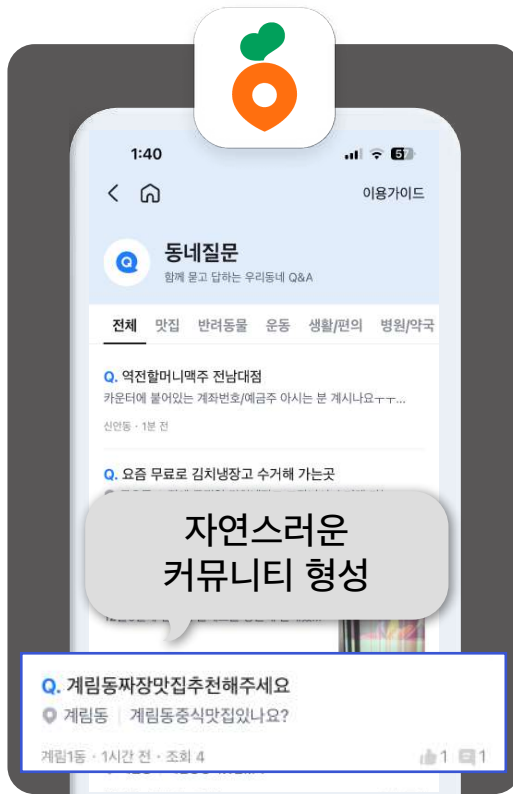 1:40
57
이용가이드
동네질문
함께 묻고 답하는 우리동네 Q&A
전체 맛집 반려동물 운동 생활/편의 병원/약국
Q. 역전할머니맥주 전남대점
카운터에 붙어있는 계좌번호/예금주 아시는 분 계시나요ㅜㅜ...
신안동 · 1분 전
Q. 요즘 무료로 김치냉장고 수거해 가는곳
자연스러운
커뮤니티 형성
Q. 계림동짜장맛집추천해주세요
계림동 | 계림동중식맛집있나요?
계림1동 · 1시간 전 · 조회 4 1 1